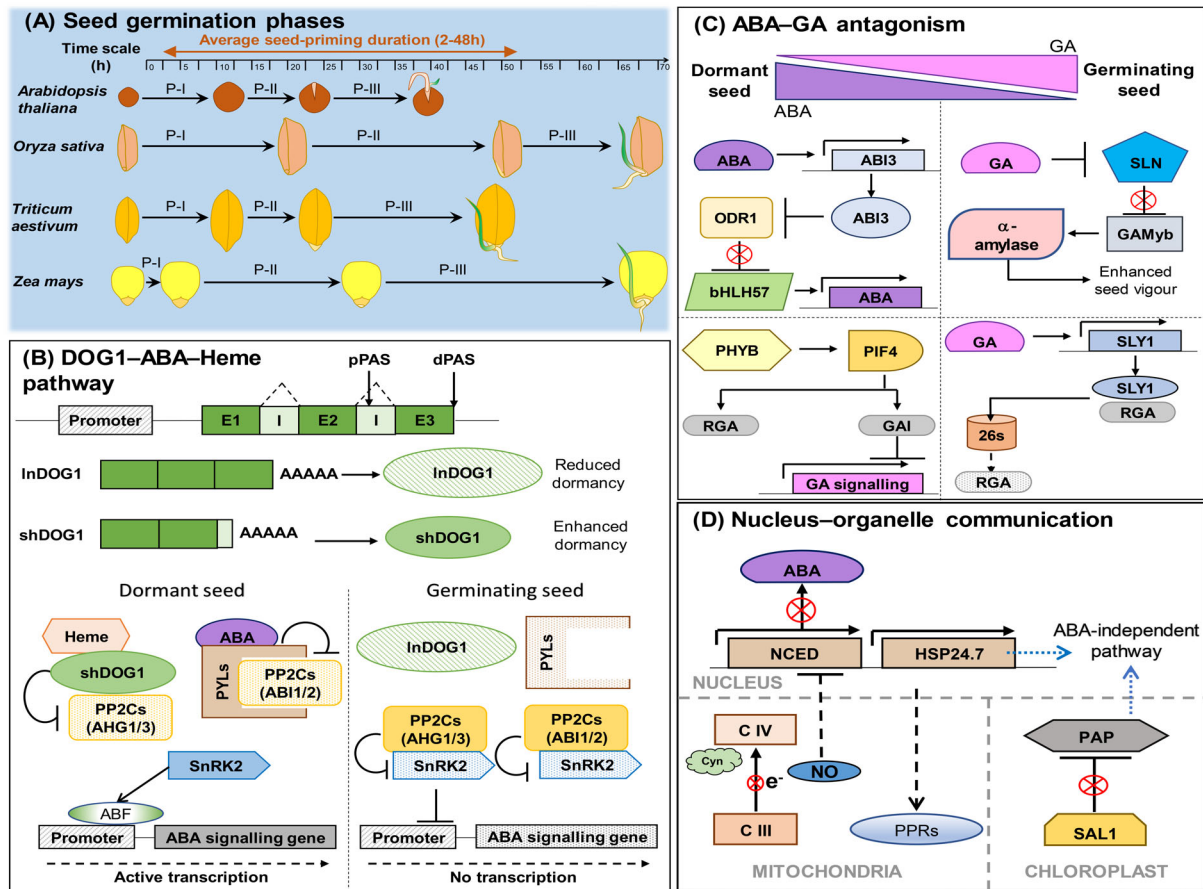 (A) Seed germination phases
Average seed-priming duration (2-48h)
Time scale
(h)
0 5 10 15 20 25 30 35 40 45 50 55 60 65 70
Arabidopsis
thaliana
P-I
P-II
P-III
Oryza sativa
P-I
P-II
P-III
Triticum
aestivum
P-I
P-II
P-III
Zea mays
P-I
P-II
P-III
(B) DOG1–ABA–Heme
pathway
pPAS
dPAS
Promoter
E1
I
E2
I
E3
lnDOG1
AAAAA
lnDOG1
Reduced
dormancy
shDOG1
AAAAA
shDOG1
Enhanced
dormancy
Dormant seed
Heme
shDOG1
PP2Cs
(AHG1/3)
ABA
PYLs
PP2Cs
(ABI1/2)
SnRK2
ABF
Promoter
ABA signalling gene
Active transcription
Germinating seed
lnDOG1
PYLs
PP2Cs
(AHG1/3)
SnRK2
PP2Cs
(ABI1/2)
SnRK2
Promoter
ABA signalling gene
No transcription
(C) ABA–GA antagonism
GA
Dormant
seed
ABA
Germinating
seed
ABA
ABI3
ABI3
ODR1
bHLH57
ABA
GA
SLN
GAMyb
α-
amylase
Enhanced
seed vigour
PHYB
PIF4
RGA
GAI
GA signalling
GA
SLY1
SLY1
RGA
26s
RGA
(D) Nucleus–organelle communication
ABA
NCED
HSP24.7
ABA-independent
pathway
NUCLEUS
C IV
Cyn
e-
C III
NO
PPRs
MITOCHONDRIA
PAP
SAL1
CHLOROPLAST